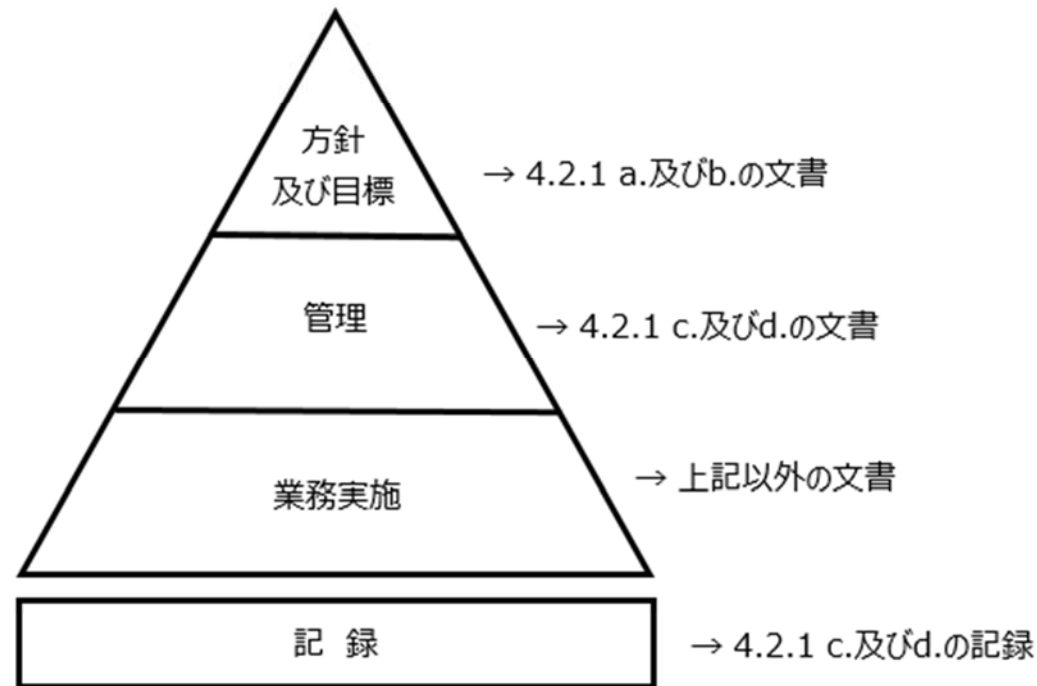 方針
及び目標
→ 4.2.1 a.及びb.の文書
管理
→ 4.2.1 c.及びd.の文書
業務実施
→ 上記以外の文書
記 録
→ 4.2.1 c.及びd.の記録